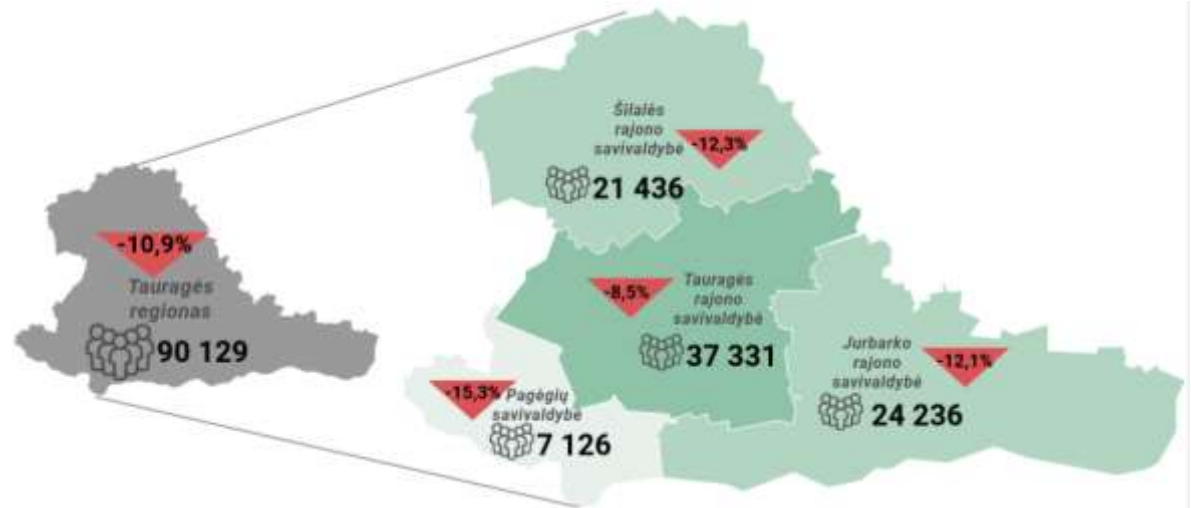 -10,9%
Tauragės
regionas
90 129
Šilalės
rajono
savivaldybė
-12,3%
21 436
-8,5%
Tauragės
rajono
savivaldybė
37 331
Jurbarko
rajono
savivaldybė
-12,1%
24 236
-15,3%
Pagėgių
savivaldybė
7 126